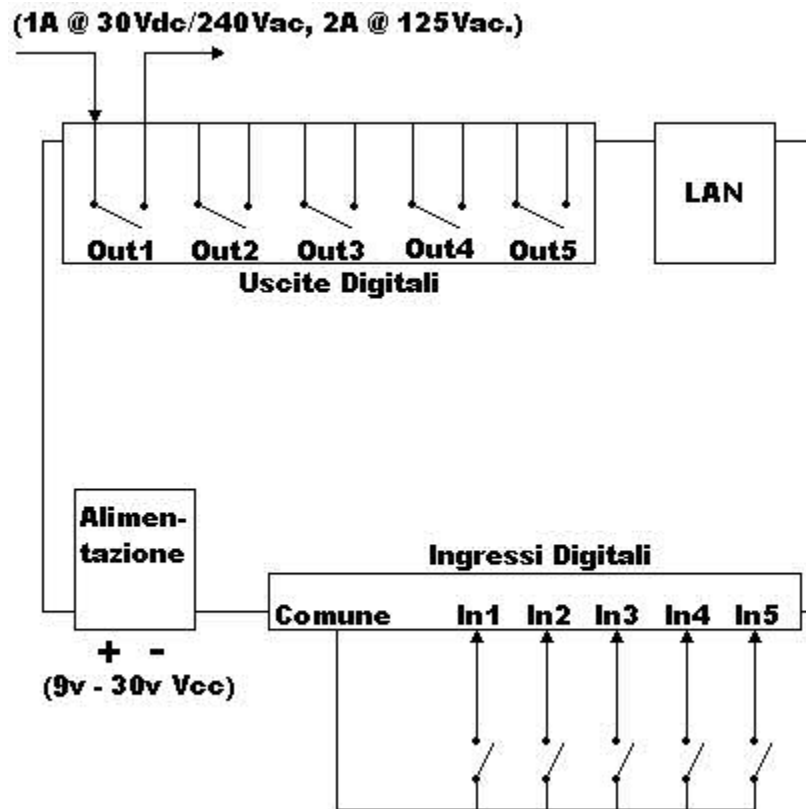 (1A @ 30Vdc/240Vac, 2A @ 125Vac.)
LAN
Out1 Out2 Out3 Out4 Out5
Uscite Digitali
Alimen-
tazione
Ingressi Digitali
Comune In1 In2 In3 In4 In5
+ -
(9v - 30v Vcc)